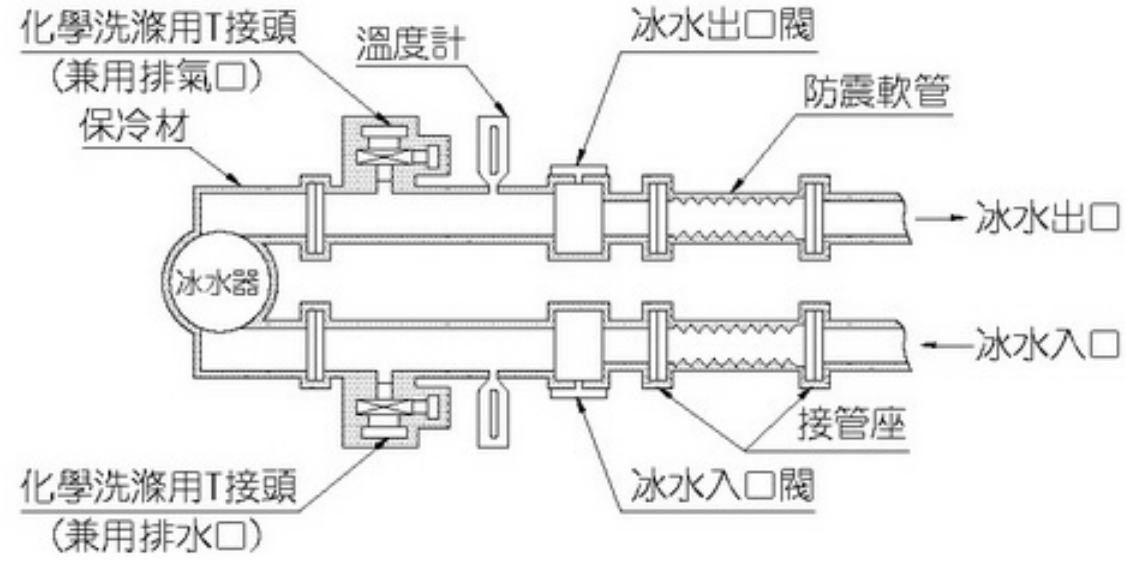 化學洗滌用T接頭
(兼用排氣口)
溫度計
冰水出口閥
防震軟管
保冷材
冰水出口
冰水器
冰水入口
接管座
化學洗滌用T接頭
(兼用排水口)
冰水入口閥